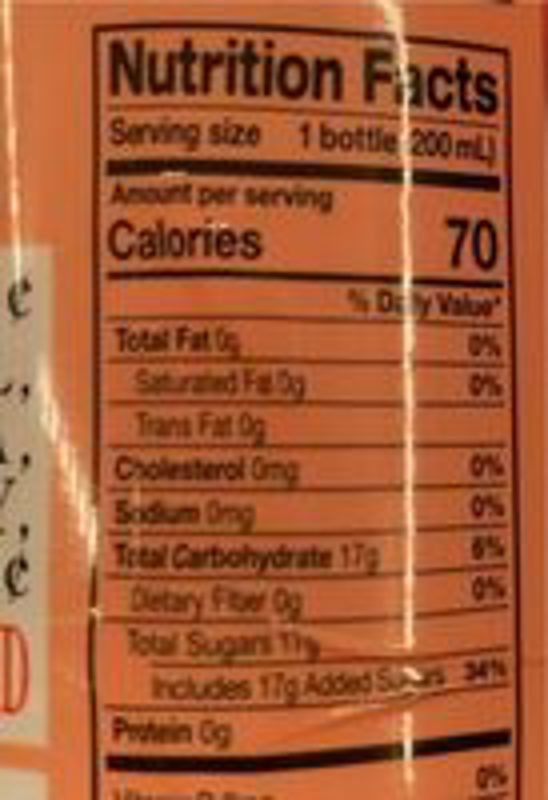 Nutrition Facts
Serving size 1 bottle (200 mL)
Amount per serving
Calories 70
% Daily Value*
Total Fat 0g 0%
Saturated Fat 0g 0%
Trans Fat 0g
Cholesterol 0mg 0%
Sodium 0mg 0%
Total Carbohydrate 17g 6%
Dietary Fiber 0g 0%
Total Sugars
Includes 17g Added Sugars 34%
Protein 0g
0%
¢
,
,
,
¢
D